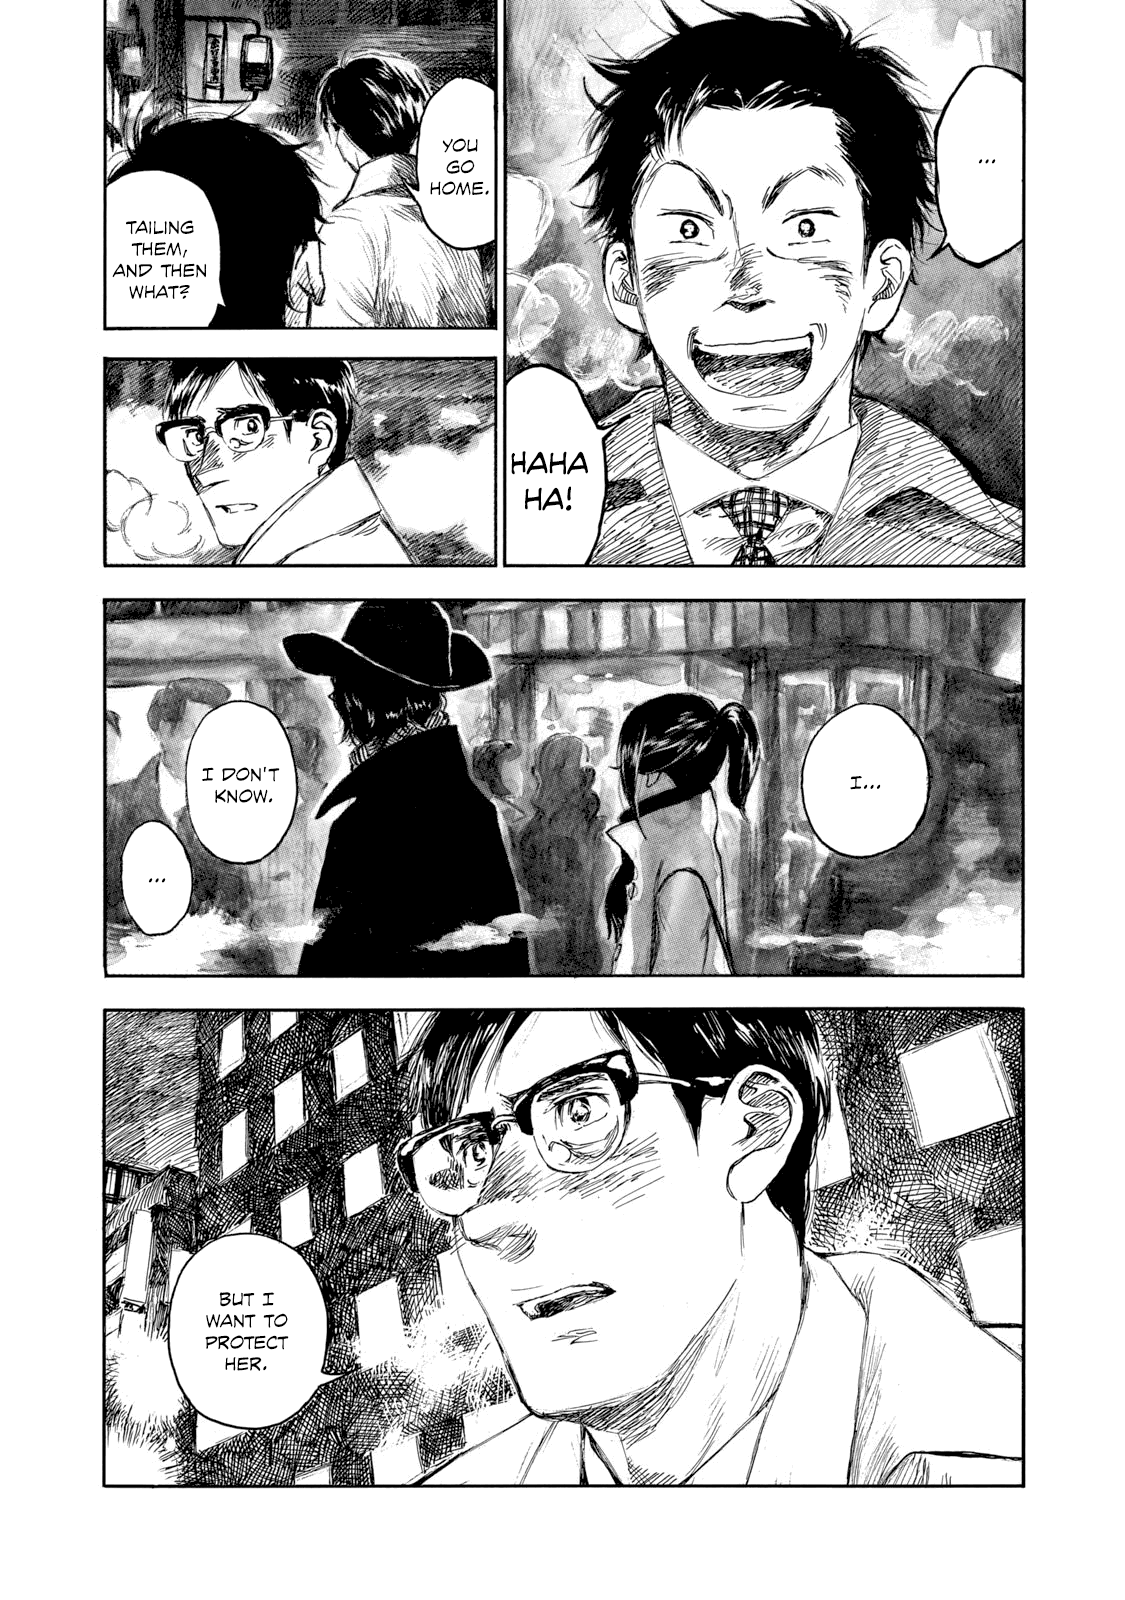 ...
HAHA
HA!
YOU
GO
HOME.
TAILING
THEM,
AND THEN
WHAT?
I...
I DON'T
KNOW.
...
BUT I
WANT TO
PROTECT
HER.